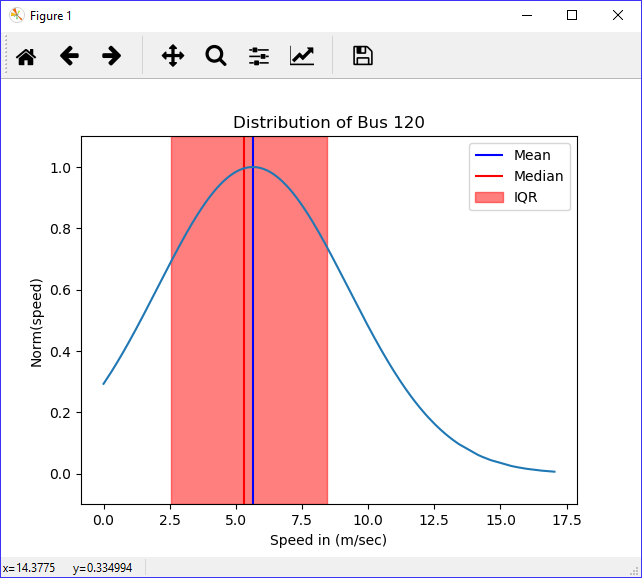 Figure 1
Distribution of Bus 120
Mean
Median
IQR
1.0
0.8
0.6
0.4
0.2
0.0
Norm(speed)
0.0 2.5 5.0 7.5 10.0 12.5 15.0 17.5
Speed in (m/sec)
x=14.3775 y=0.334994